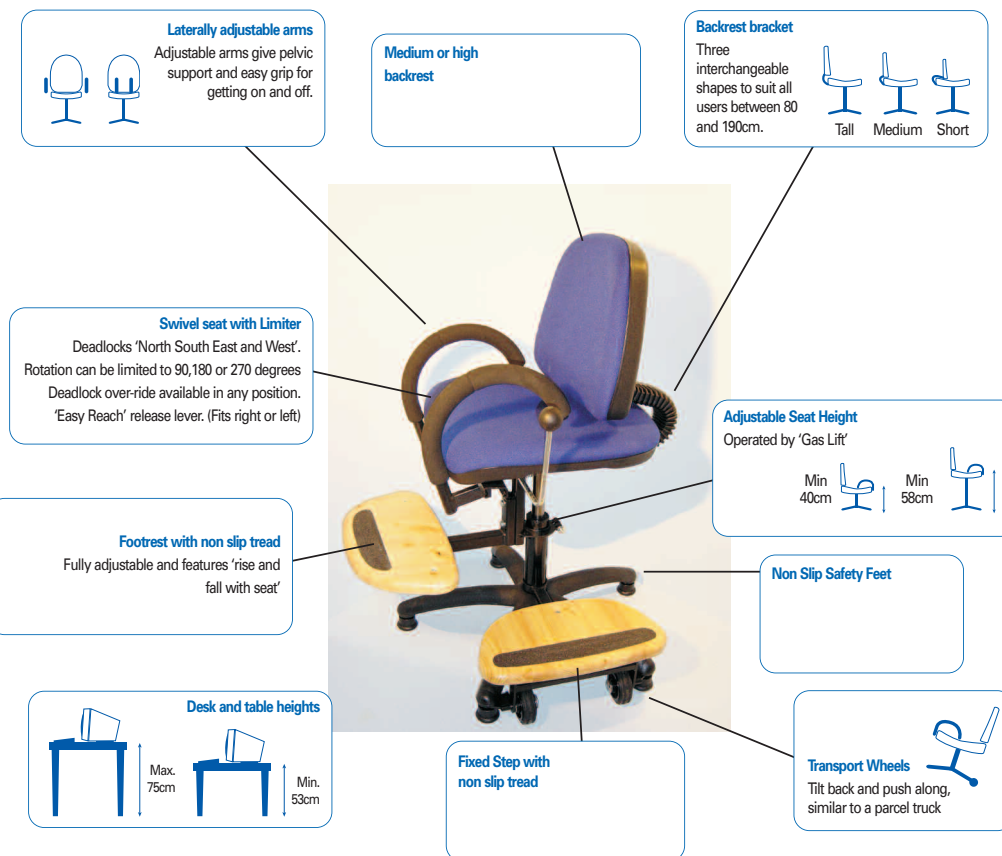 Laterally adjustable arms
Adjustable arms give pelvic
support and easy grip for
getting on and off.
Medium or high
backrest
Backrest bracket
Three
interchangeable
shapes to suit all
users between 80
and 190cm.
Tall Medium Short
Swivel seat with Limiter
Deadlocks ‘North South East and West’.
Rotation can be limited to 90,180 or 270 degrees
Deadlock over-ride available in any position.
‘Easy Reach’ release lever. (Fits right or left)
Adjustable Seat Height
Operated by ‘Gas Lift’
Min
40cm
Min
58cm
Footrest with non slip tread
Fully adjustable and features ‘rise and
fall with seat’
Non Slip Safety Feet
Desk and table heights
Max.
75cm
Min.
53cm
Fixed Step with
non slip tread
Transport Wheels
Tilt back and push along,
similar to a parcel truck